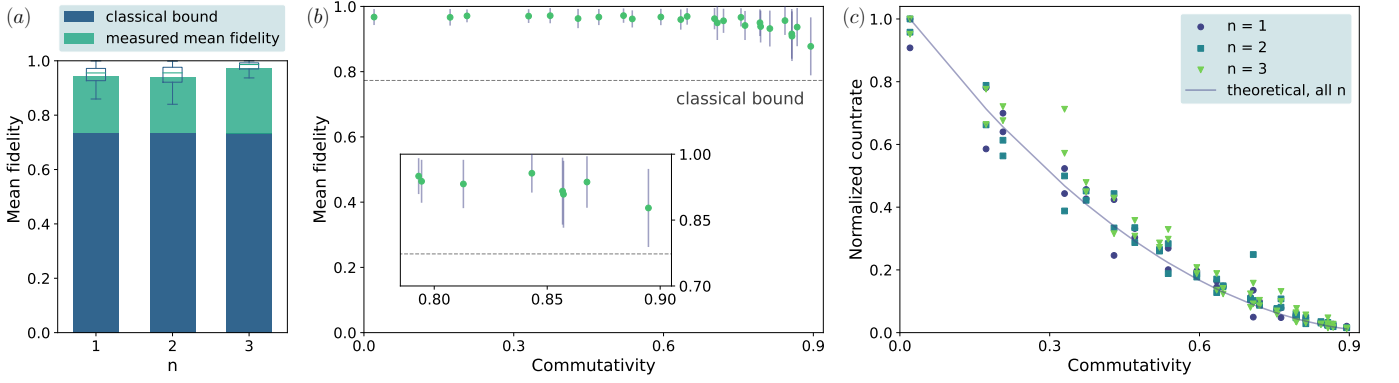 (a)
classical bound
measured mean fidelity
Mean fidelity
1.0
0.8
0.6
0.4
0.2
0.0
1 2 3
n
(b)
Mean fidelity
1.0
0.8
0.6
0.4
0.2
0.0
classical bound
1.00
0.85
0.70
0.80 0.85 0.90
0.0 0.3 0.6 0.9
Commutativity
(c)
Normalized countrate
1.0
0.8
0.6
0.4
0.2
0.0
n = 1
n = 2
n = 3
theoretical, all n
0.0 0.3 0.6 0.9
Commutativity